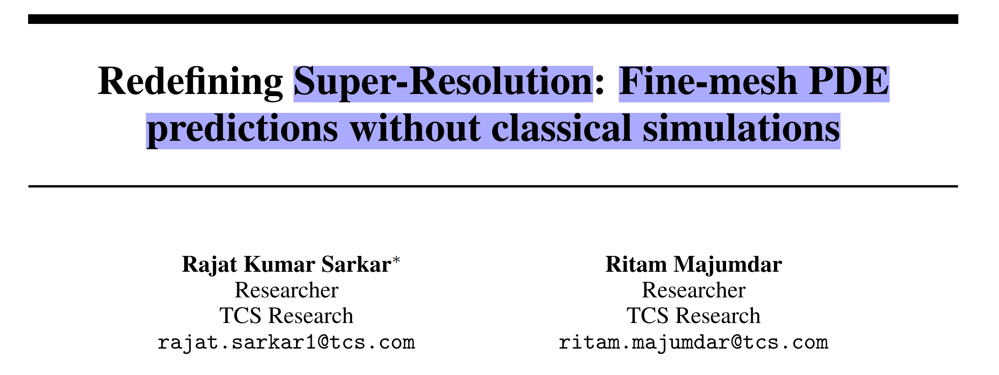 Redefining Super-Resolution: Fine-mesh PDE
predictions without classical simulations
Rajat Kumar Sarkar*
Researcher
TCS Research
rajat.sarkar1@tcs.com
Ritam Majumdar
Researcher
TCS Research
ritam.majumdar@tcs.com